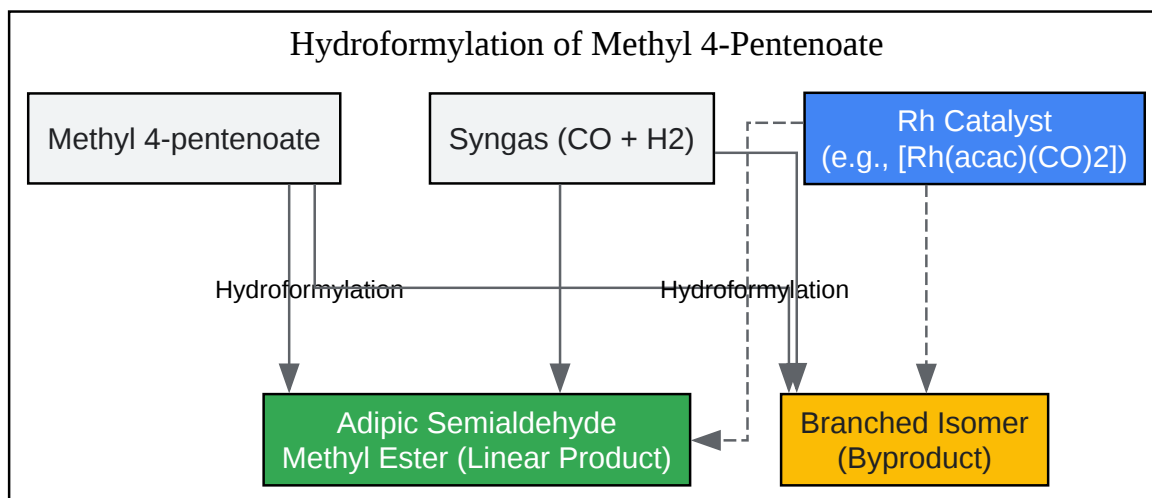 Hydroformylation of Methyl 4-Pentenoate
Methyl 4-pentenoate
Syngas (CO + H2)
Rh Catalyst
(e.g., [Rh(acac)(CO)2])
Hydroformylation
Hydroformylation
Adipic Semialdehyde
Methyl Ester (Linear Product)
Branched Isomer
(Byproduct)